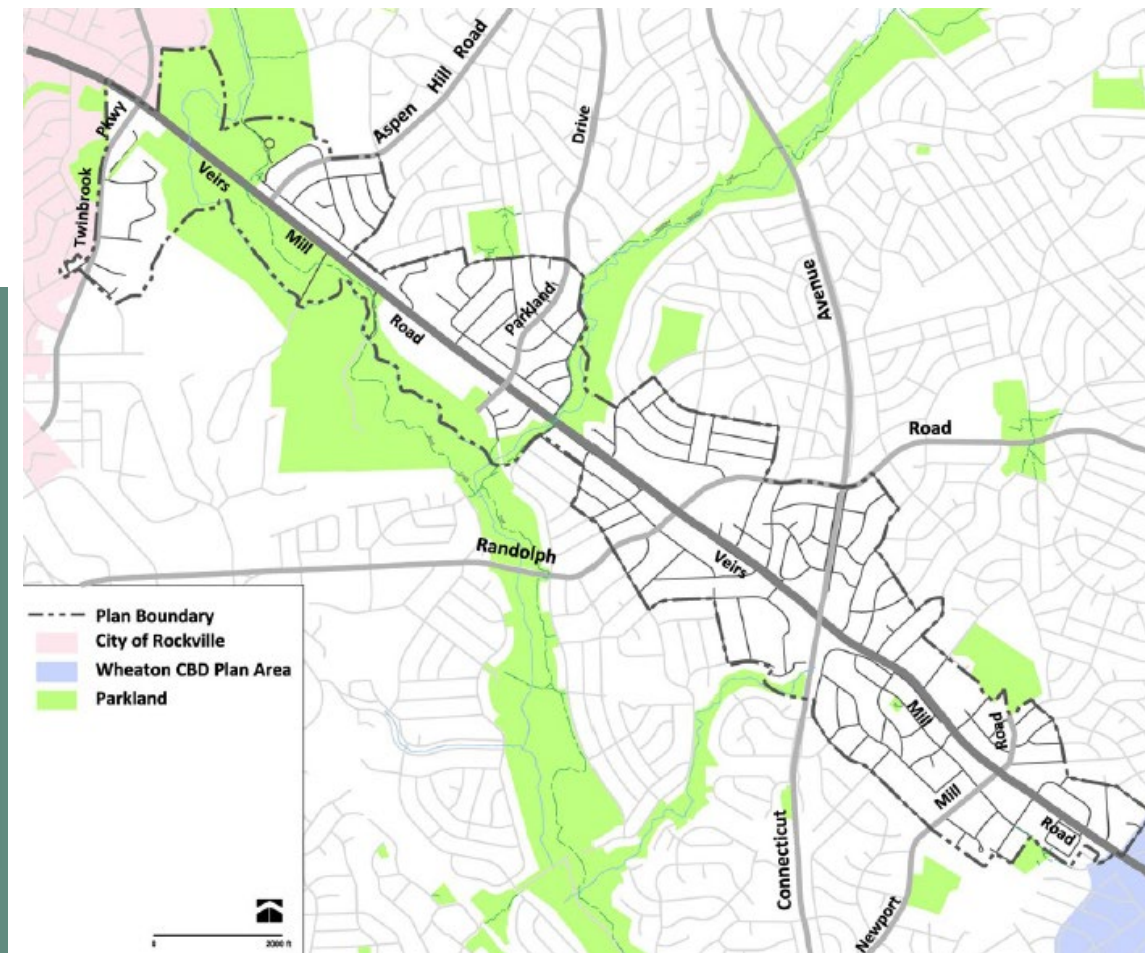 Aspen Hill Road
Twinbrook Pkwy
Drive
Veirs
Mill
Road
Parkland
Avenue
Road
Randolph
Veirs
Mill
Road
Mill
Road
Connecticut
Newport
Plan Boundary
City of Rockville
Wheaton CBD Plan Area
Parkland
0 2000 ft